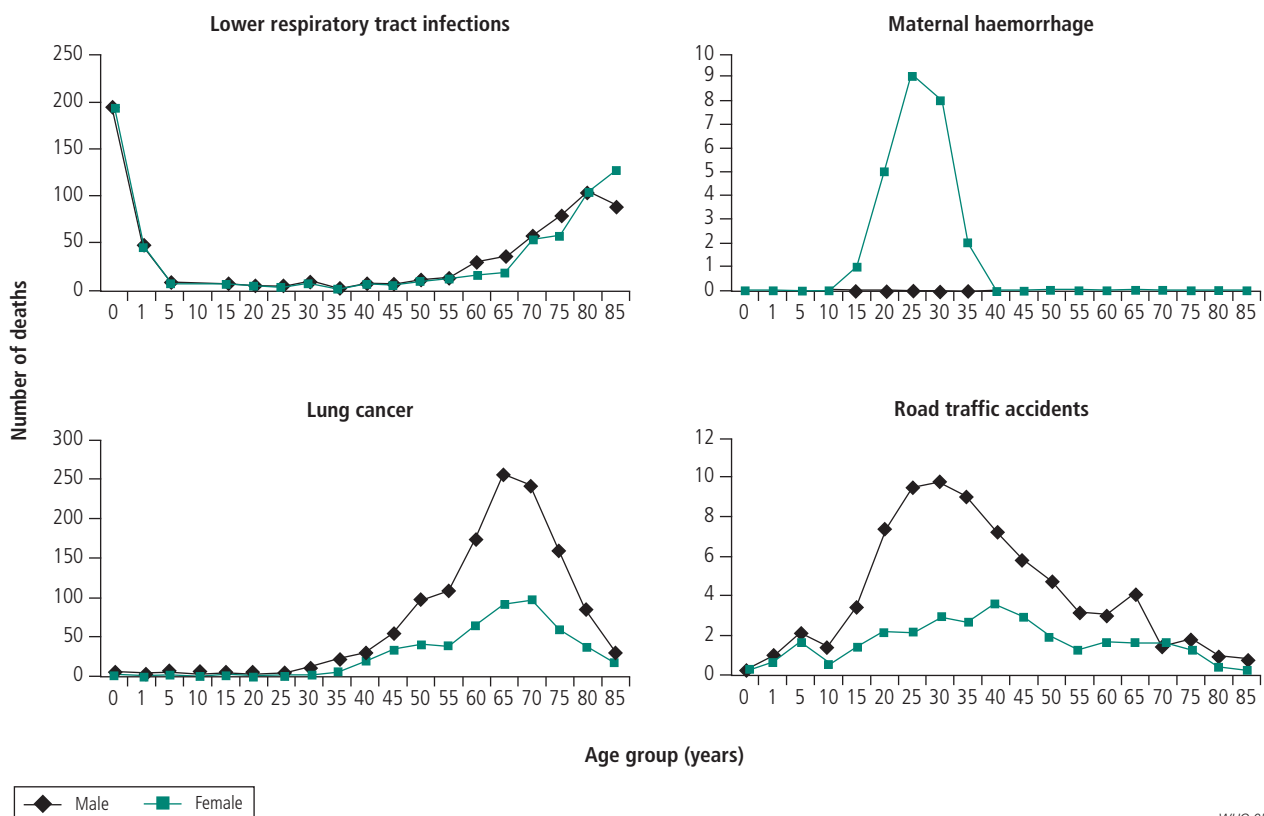 Lower respiratory tract infections
250
200
150
100
50
0
0 1 5 10 15 20 25 30 35 40 45 50 55 60 65 70 75 80 85
Maternal haemorrhage
10
9
8
7
6
5
4
3
2
1
0
0 1 5 10 15 20 25 30 35 40 45 50 55 60 65 70 75 80 85
Number of deaths
Lung cancer
300
250
200
150
100
50
0
0 1 5 10 15 20 25 30 35 40 45 50 55 60 65 70 75 80 85
Road traffic accidents
12
10
8
6
4
2
0
0 1 5 10 15 20 25 30 35 40 45 50 55 60 65 70 75 80 85
Age group (years)
Male Female
WHO